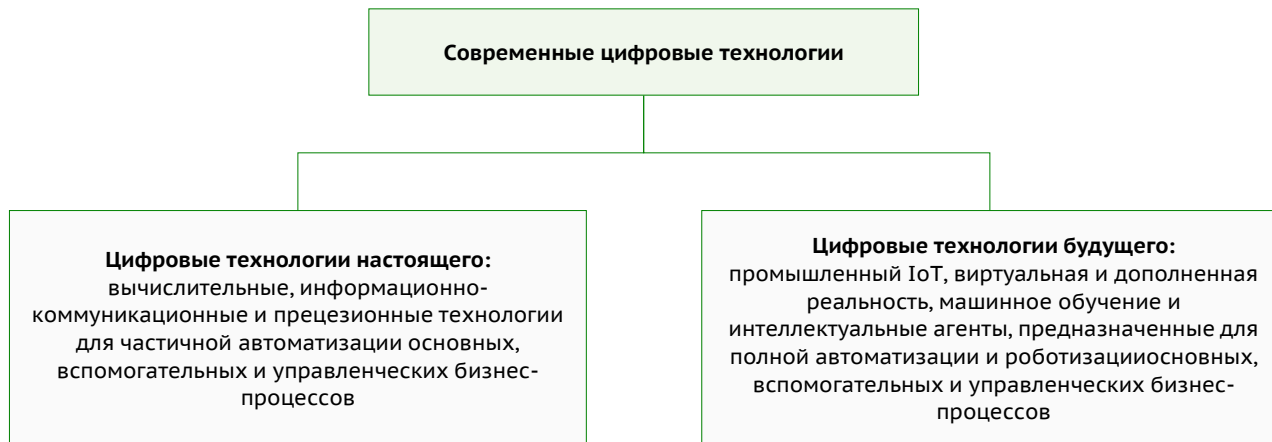 Современные цифровые технологии
Цифровые технологии настоящего:
вычислительные, информационно-
коммуникационные и прецезионные технологии
для частичной автоматизации основных,
вспомогательных и управленческих бизнес-
процессов
Цифровые технологии будущего:
промышленный IoT, виртуальная и дополненная
реальность, машинное обучение и
интеллектуальные агенты, предназначенные для
полной автоматизации и роботизацииосновных,
вспомогательных и управленческих бизнес-
процессов